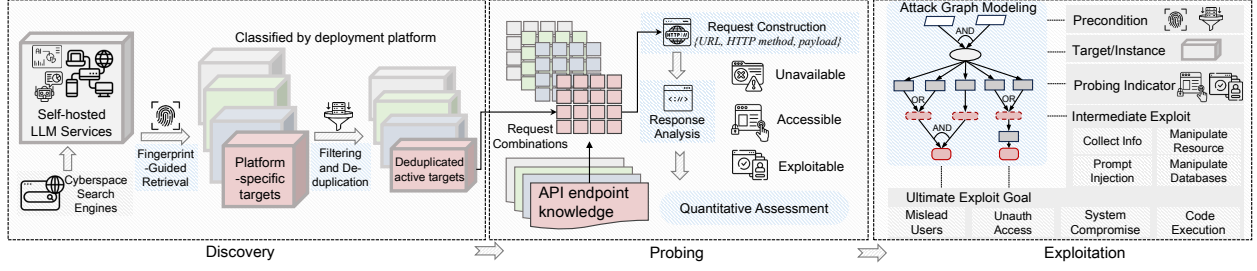 Classified by deployment platform
AI
Self-hosted
LLM Services
Fingerprint
-Guided
Retrieval
Cyberspace
Search
Engines
Platform
-specific
targets
Filtering
and De-
duplication
Deduplicated
active targets
Discovery
Request
Combinations
API endpoint
knowledge
HTTP://
Request Construction
{URL, HTTP method, payload}
Response
Analysis
Unavailable
Accessible
Exploitable
Quantitative Assessment
Probing
Attack Graph Modeling
AND
OR
OR
AND
Precondition
Target/Instance
Probing Indicator
Intermediate Exploit
Collect Info
Manipulate
Resource
Prompt
Injection
Manipulate
Databases
Ultimate Exploit Goal
Mislead
Users
Unauth
Access
System
Compromise
Code
Execution
Exploitation